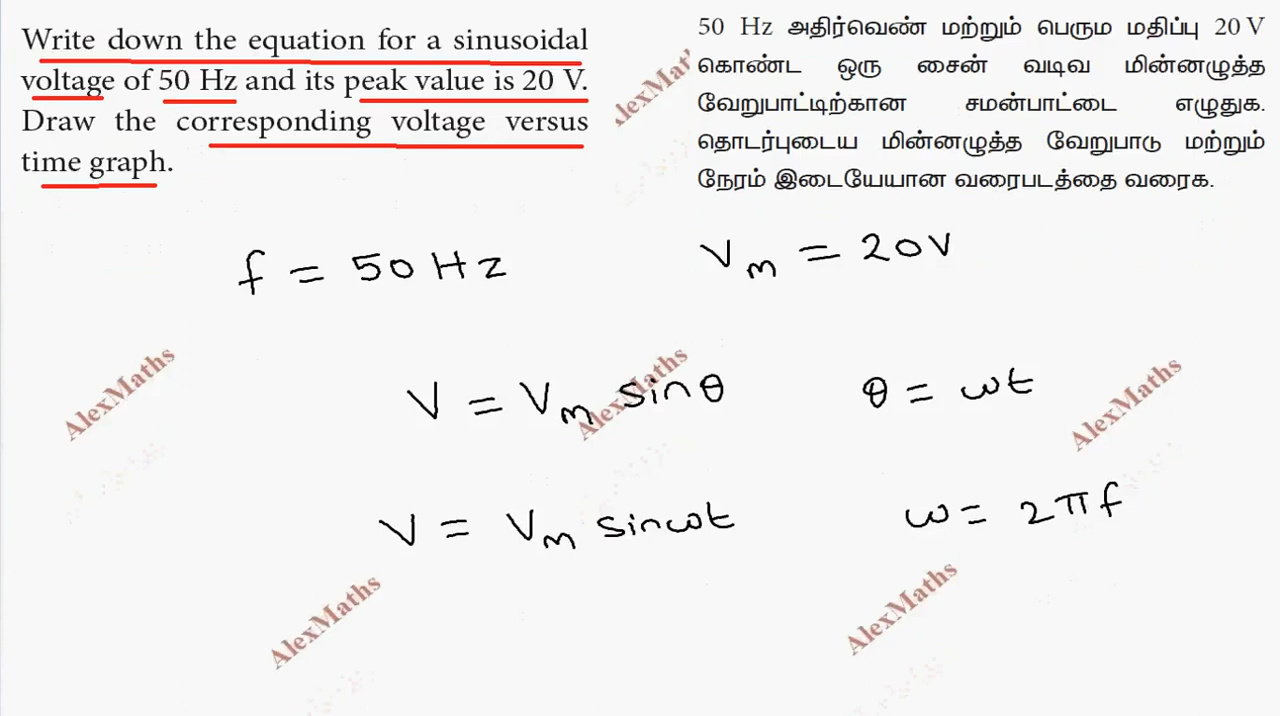 Write down the equation for a sinusoidal
voltage of 50 Hz and its peak value is 20 V.
Draw the corresponding voltage versus
time graph.
50 Hz அதிர்வெண் மற்றும் பெரும மதிப்பு 20 V
கொண்ட ஒரு சைன் வடிவ மின்னழுத்த
வேறுபாட்டிற்கான சமன்பாட்டை எழுதுக.
தொடர்புடைய மின்னழுத்த வேறுபாடு மற்றும்
நேரம் இடையேயான வரைபடத்தை வரைக.
AlexMat
f = 50 Hz
Vm = 20V
AlexMaths
AlexMaths
AlexMaths
V = Vm sinθ
θ = ωt
V = Vm sinωt
ω = 2πf
AlexMaths
AlexMaths